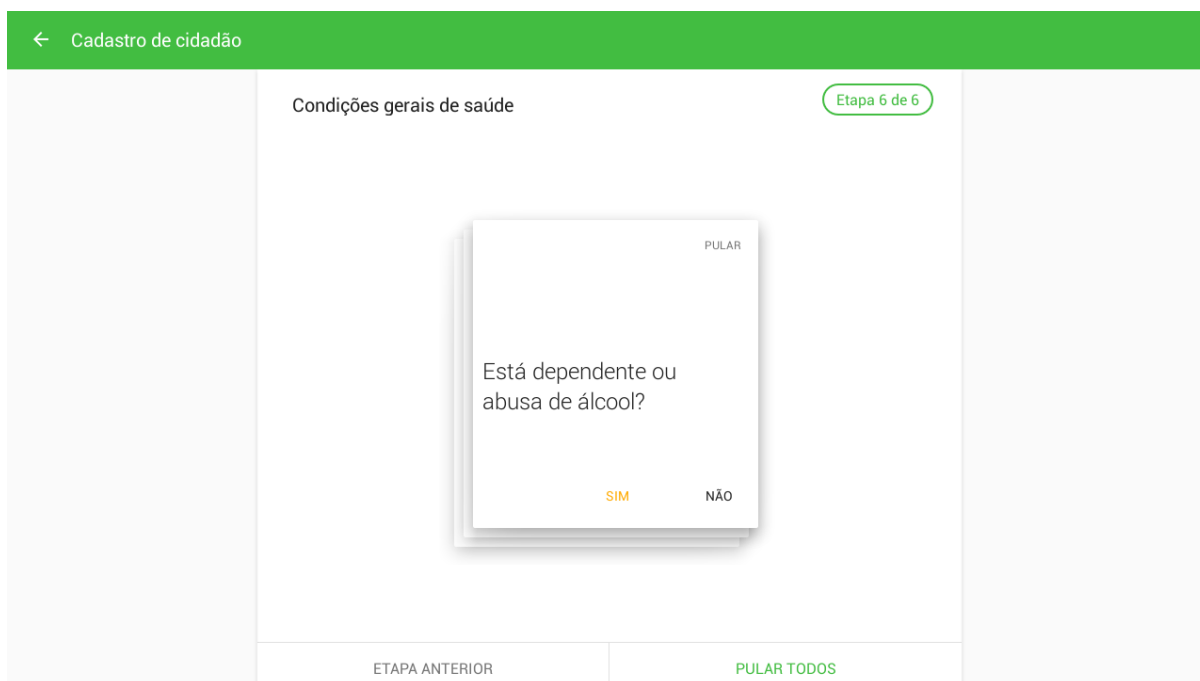 Cadastro de cidadão
Condições gerais de saúde
Etapa 6 de 6
PULAR
Está dependente ou
abusa de álcool?
SIM
NÃO
ETAPA ANTERIOR
PULAR TODOS